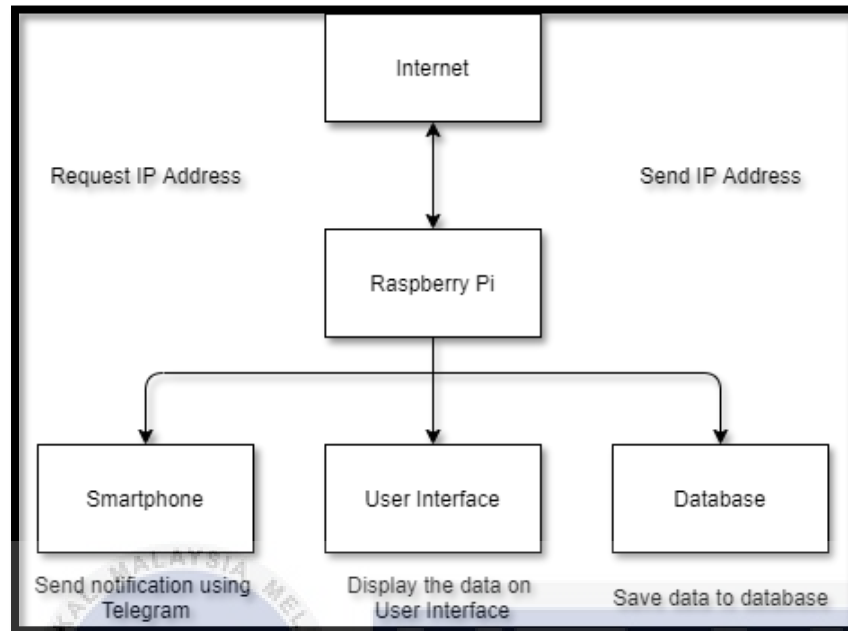 Internet
Request IP Address
Send IP Address
Raspberry Pi
Smartphone
User Interface
Database
Send notification using
Telegram
Display the data on
User Interface
Save data to database
MALAYSIA